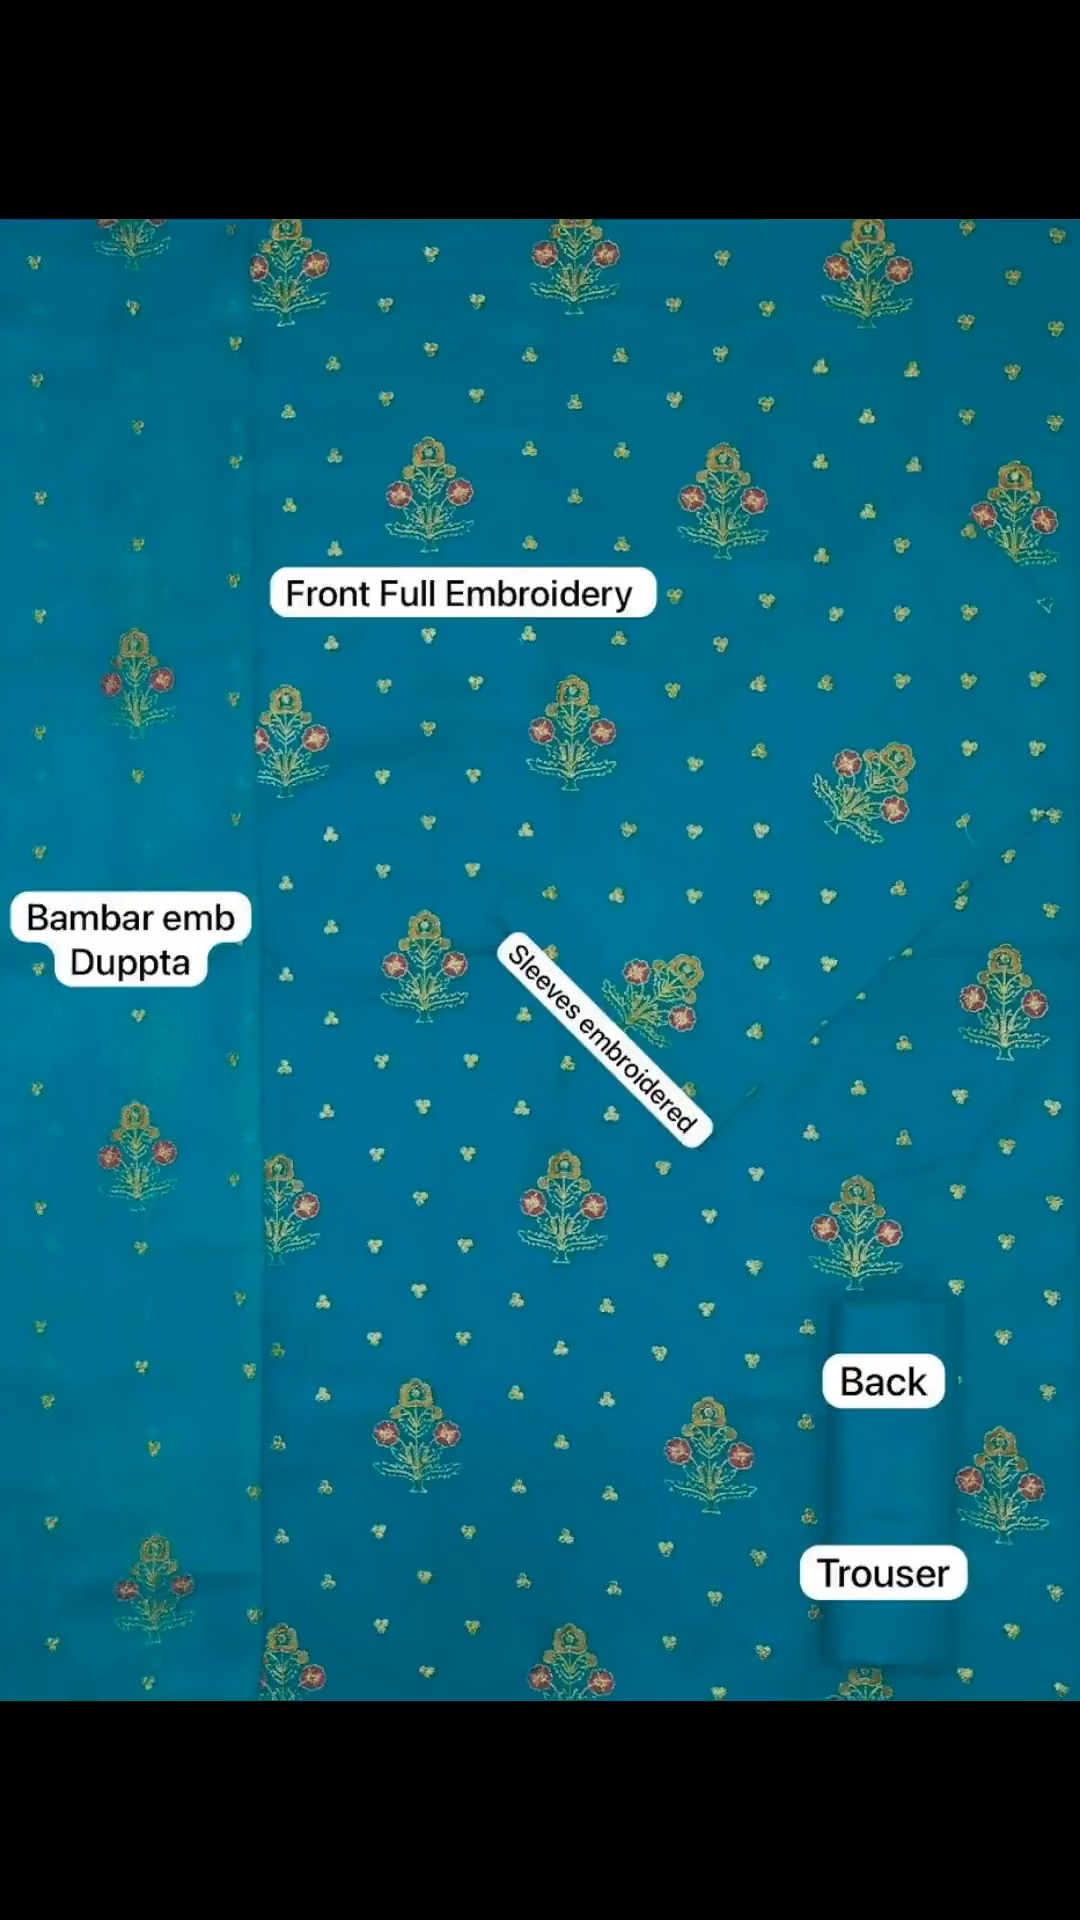 Front Full Embroidery
Bambar emb
Duppta
Sleeves embroidered
Back
Trouser